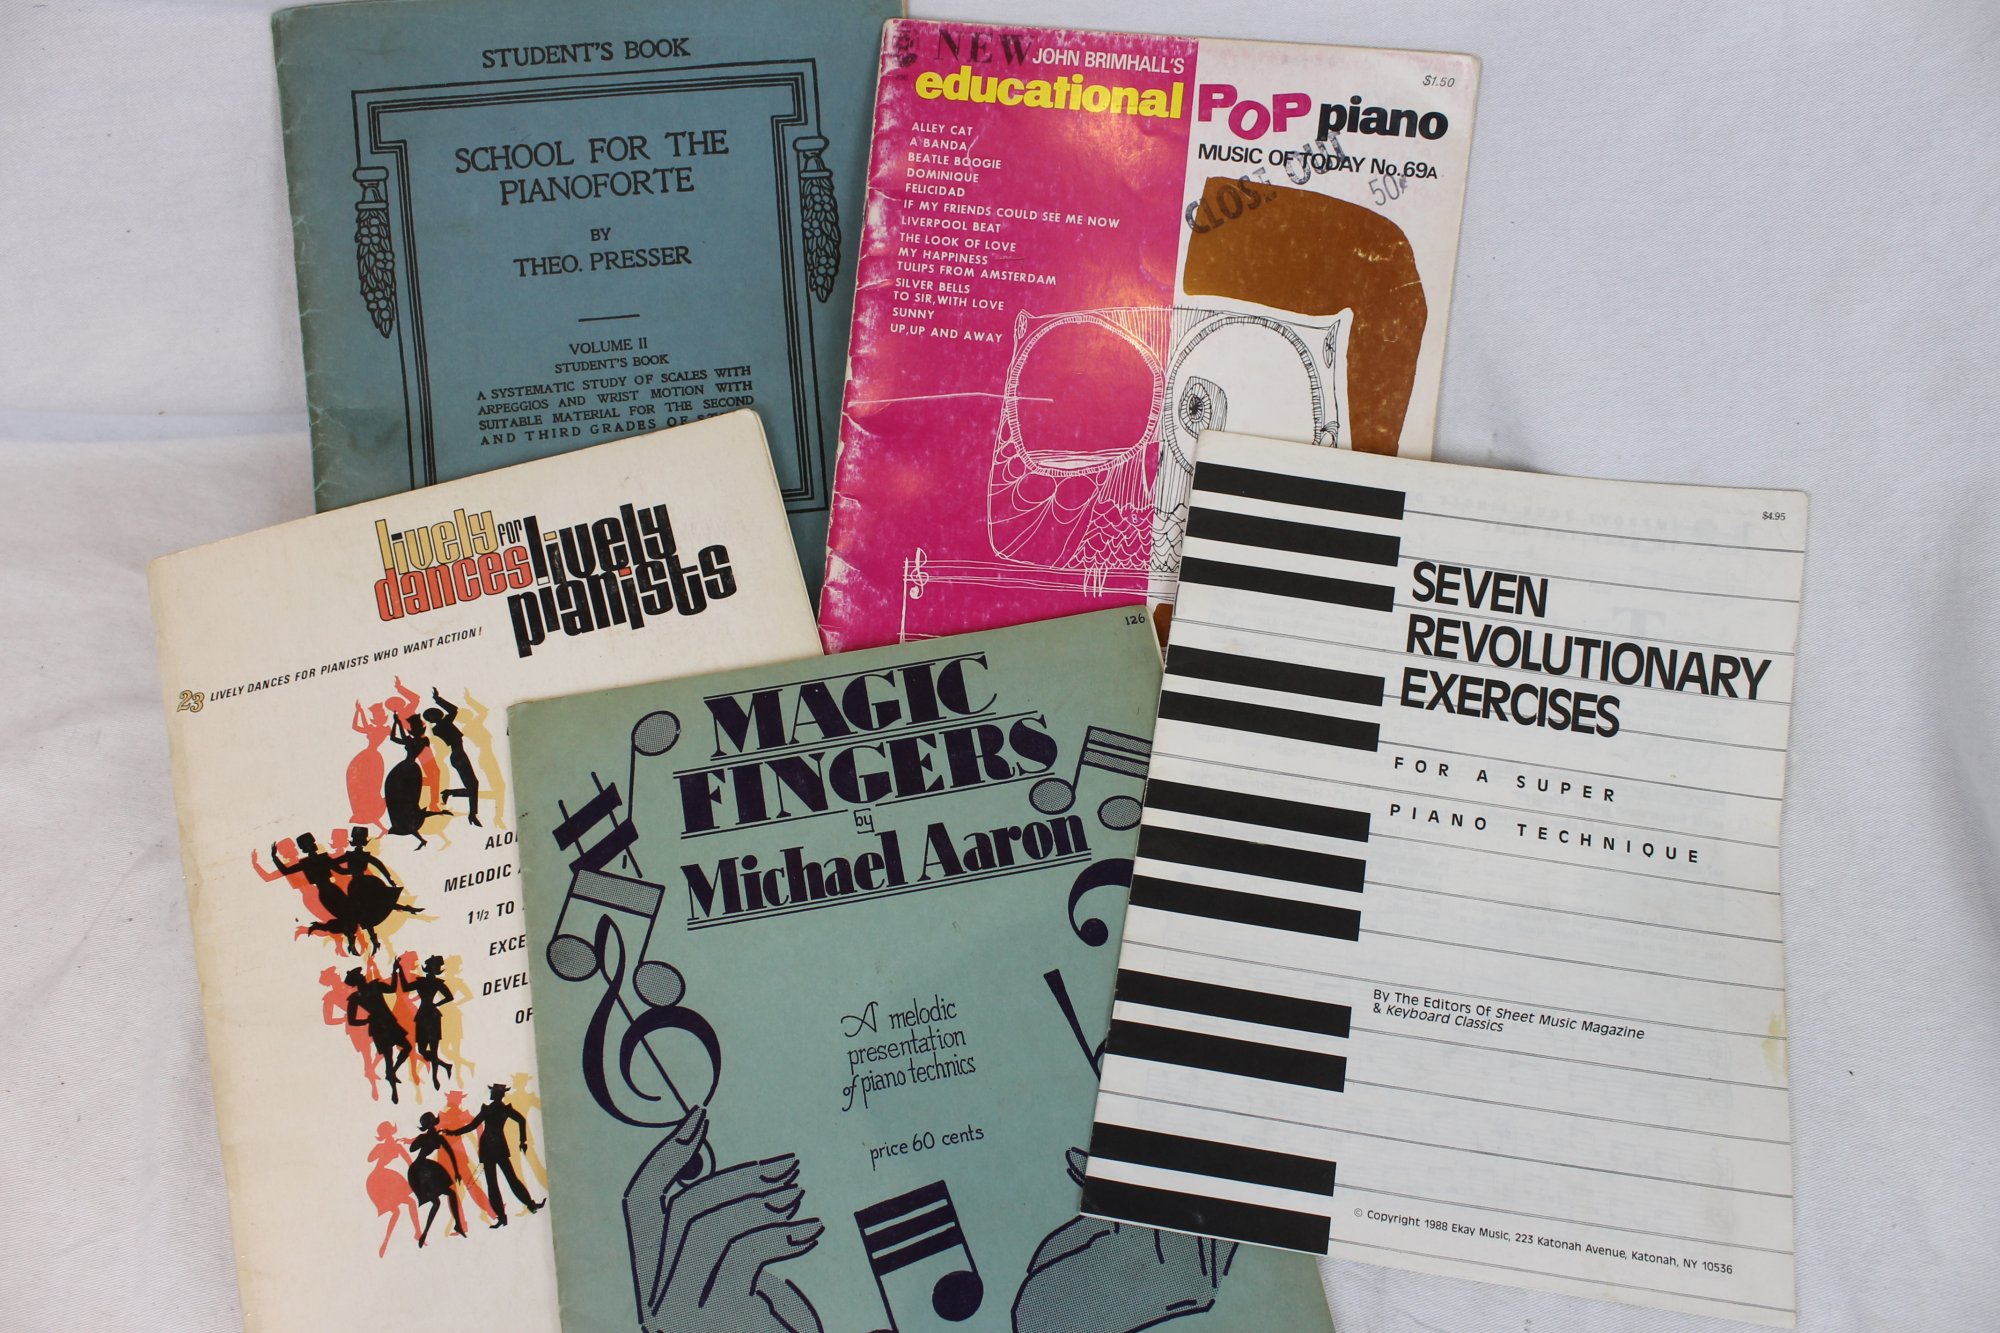 STUDENT'S BOOK
SCHOOL FOR THE
PIANOFORTE
BY
THEO. PRESSER
VOLUME II
STUDENT'S BOOK
A SYSTEMATIC STUDY OF SCALES WITH
ARPEGGIOS AND WRIST MOTION WITH
SUITABLE MATERIAL FOR THE SECOND
AND THIRD GRADES OF
NEW JOHN BRIMHALL'S
educational POP piano
$1.50
MUSIC OF TODAY No. 69A
CLOSE OUT
50¢
ALLEY CAT
A BANDA
BEATLE BOOGIE
DOMINIQUE
FELICIDAD
IF MY FRIENDS COULD SEE ME NOW
LIVERPOOL BEAT
THE LOOK OF LOVE
MY HAPPINESS
TULIPS FROM AMSTERDAM
SILVER BELLS
TO SIR, WITH LOVE
SUNNY
UP, UP AND AWAY
lively dances for lively pianists
23 LIVELY DANCES FOR PIANISTS WHO WANT ACTION!
MELODIC
1½ TO
DEVEL
126
MAGIC
FINGERS
by
Michael Aaron
A melodic
presentation
of piano technics
price 60 cents
$4.95
SEVEN
REVOLUTIONARY
EXERCISES
FOR A SUPER
PIANO TECHNIQUE
By The Editors Of Sheet Music Magazine
& Keyboard Classics
© Copyright 1988 Ekay Music, 223 Katonah Avenue, Katonah, NY 10536